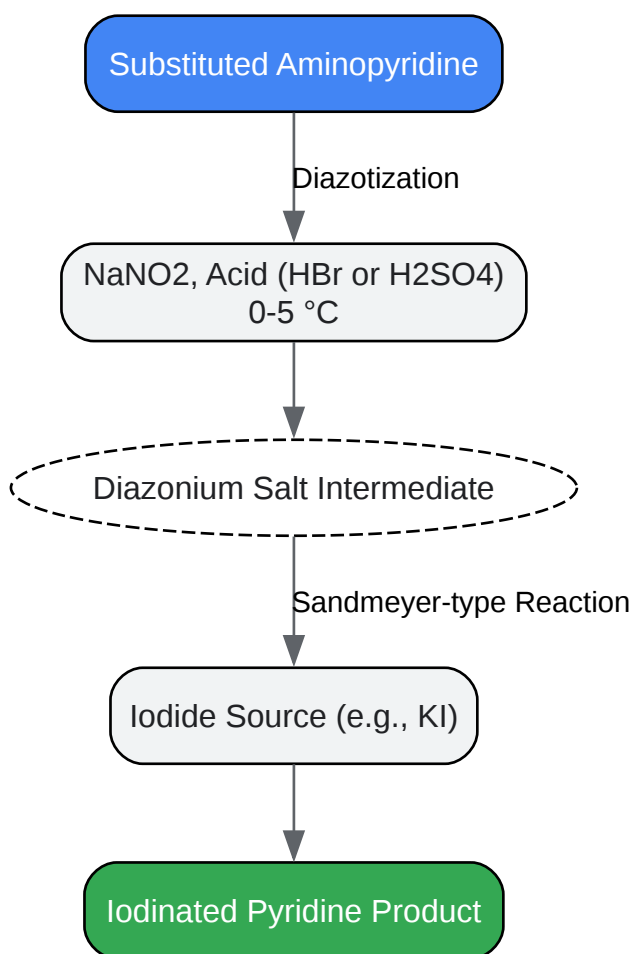 Substituted Aminopyridine
Diazotization
NaNO2, Acid (HBr or H2SO4)
0-5 °C
Diazonium Salt Intermediate
Sandmeyer-type Reaction
Iodide Source (e.g., KI)
Iodinated Pyridine Product